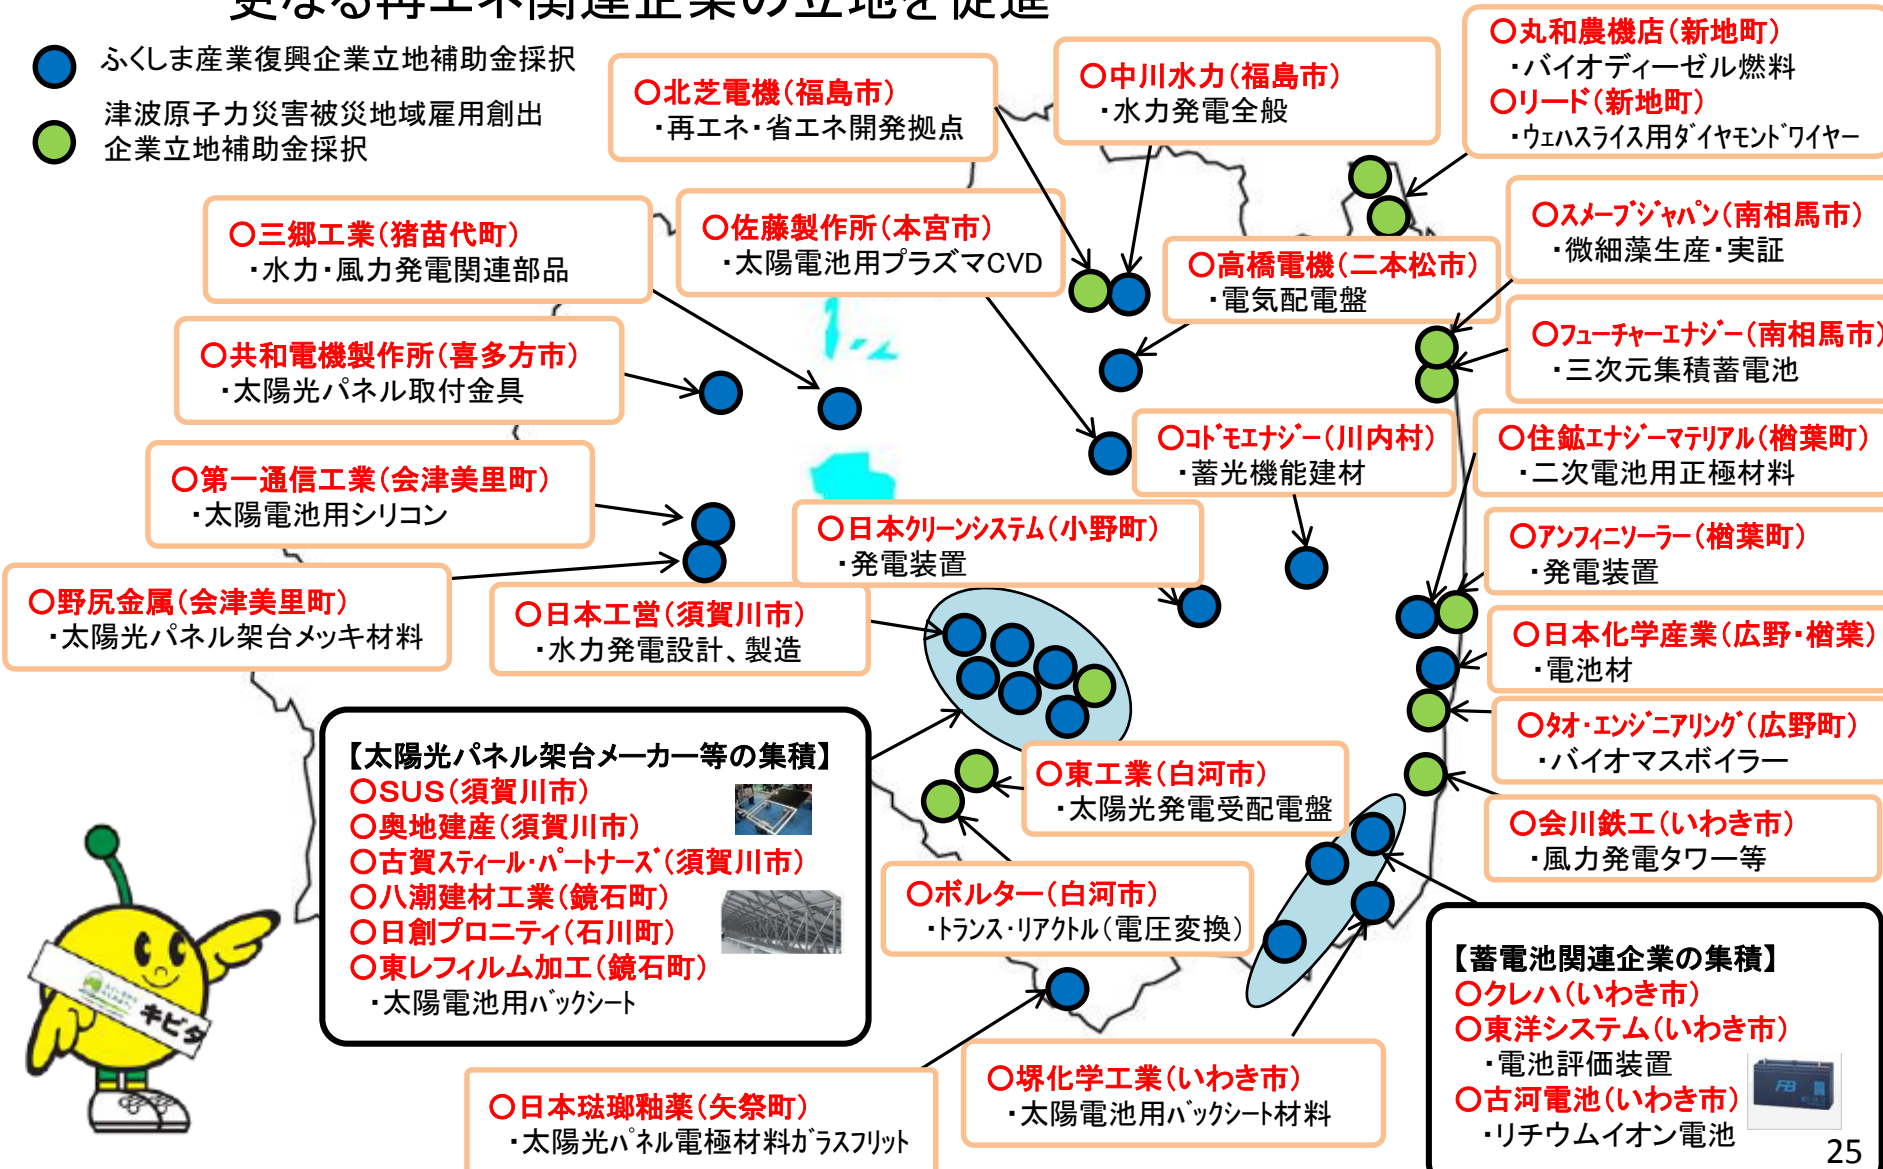 更なる再エネ関連企業の立地を促進
ふくしま産業復興企業立地補助金採択
津波原子力災害被災地域雇用創出
企業立地補助金採択
○北芝電機(福島市)
・再エネ・省エネ開発拠点
○中川水力(福島市)
・水力発電全般
○丸和農機店(新地町)
・バイオディーゼル燃料
○リード(新地町)
・ウェハスライス用ダイヤモンドワイヤー
○三郷工業(猪苗代町)
・水力・風力発電関連部品
○佐藤製作所(本宮市)
・太陽電池用プラズマCVD
○高橋電機(二本松市)
・電気配電盤
○スメーブジャパン(南相馬市)
・微細藻生産・実証
○共和電機製作所(喜多方市)
・太陽光パネル取付金具
○フューチャーエナジー(南相馬市)
・三次元集積蓄電池
○第一通信工業(会津美里町)
・太陽電池用シリコン
○コドモエナジー(川内村)
・蓄光機能建材
○住鉱エナジーマテリアル(楢葉町)
・二次電池用正極材料
○日本クリーンシステム(小野町)
・発電装置
○アンフィニソーラー(楢葉町)
・発電装置
○野尻金属(会津美里町)
・太陽光パネル架台メッキ材料
○日本工営(須賀川市)
・水力発電設計、製造
○日本化学産業(広野・楢葉)
・電池材
○タオ・エンジニアリング(広野町)
・バイオマスボイラー
【太陽光パネル架台メーカー等の集積】
○SUS(須賀川市)
○奥地建産(須賀川市)
○古賀スティール・パートナーズ(須賀川市)
○八潮建材工業(鏡石町)
○日創プロニティ(石川町)
○東レフィルム加工(鏡石町)
・太陽電池用バックシート
○東工業(白河市)
・太陽光発電受配電盤
○会川鉄工(いわき市)
・風力発電タワー等
○ボルター(白河市)
・トランス・リアクトル(電圧変換)
【蓄電池関連企業の集積】
○クレハ(いわき市)
○東洋システム(いわき市)
・電池評価装置
○古河電池(いわき市)
・リチウムイオン電池
FB
キビタ
○日本琺瑯釉薬(矢祭町)
・太陽光パネル電極材料ガラスフリット
○堺化学工業(いわき市)
・太陽電池用バックシート材料
25